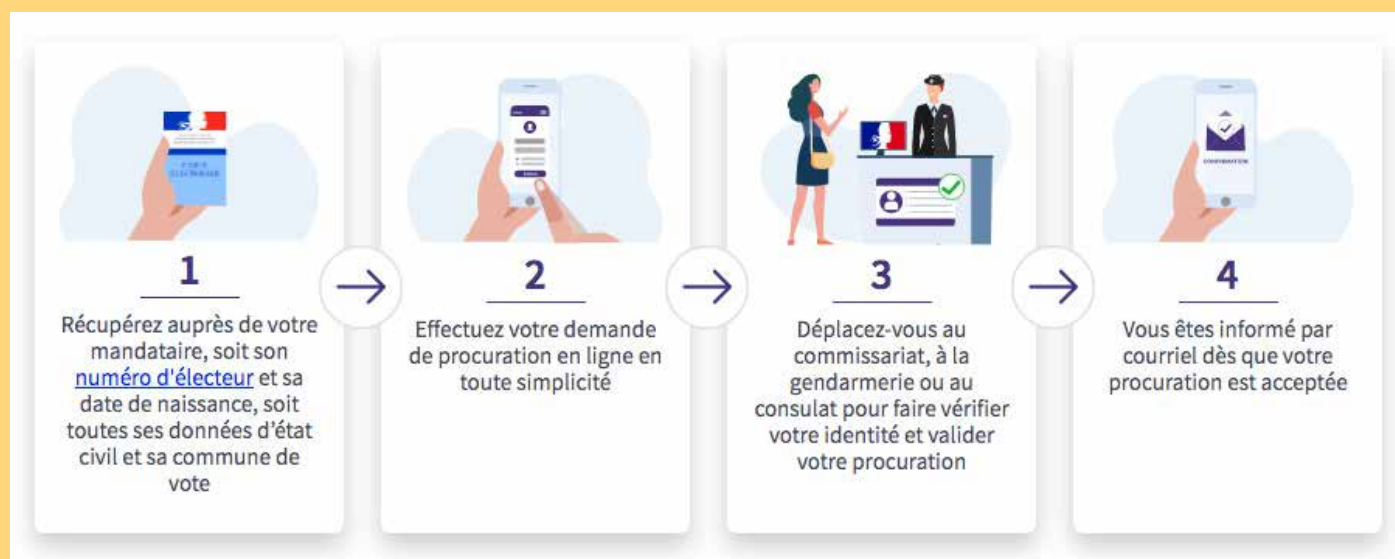 CARTE
ÉLECTORALE
1
Récupérez auprès de votre
mandataire, soit son
numéro d'électeur et sa
date de naissance, soit
toutes ses données d'état
civil et sa commune de
vote
2
Effectuez votre demande
de procuration en ligne en
toute simplicité
3
Déplacez-vous au
commissariat, à la
gendarmerie ou au
consulat pour faire vérifier
votre identité et valider
votre procuration
CONFIRMATION
4
Vous êtes informé par
courriel dès que votre
procuration est acceptée